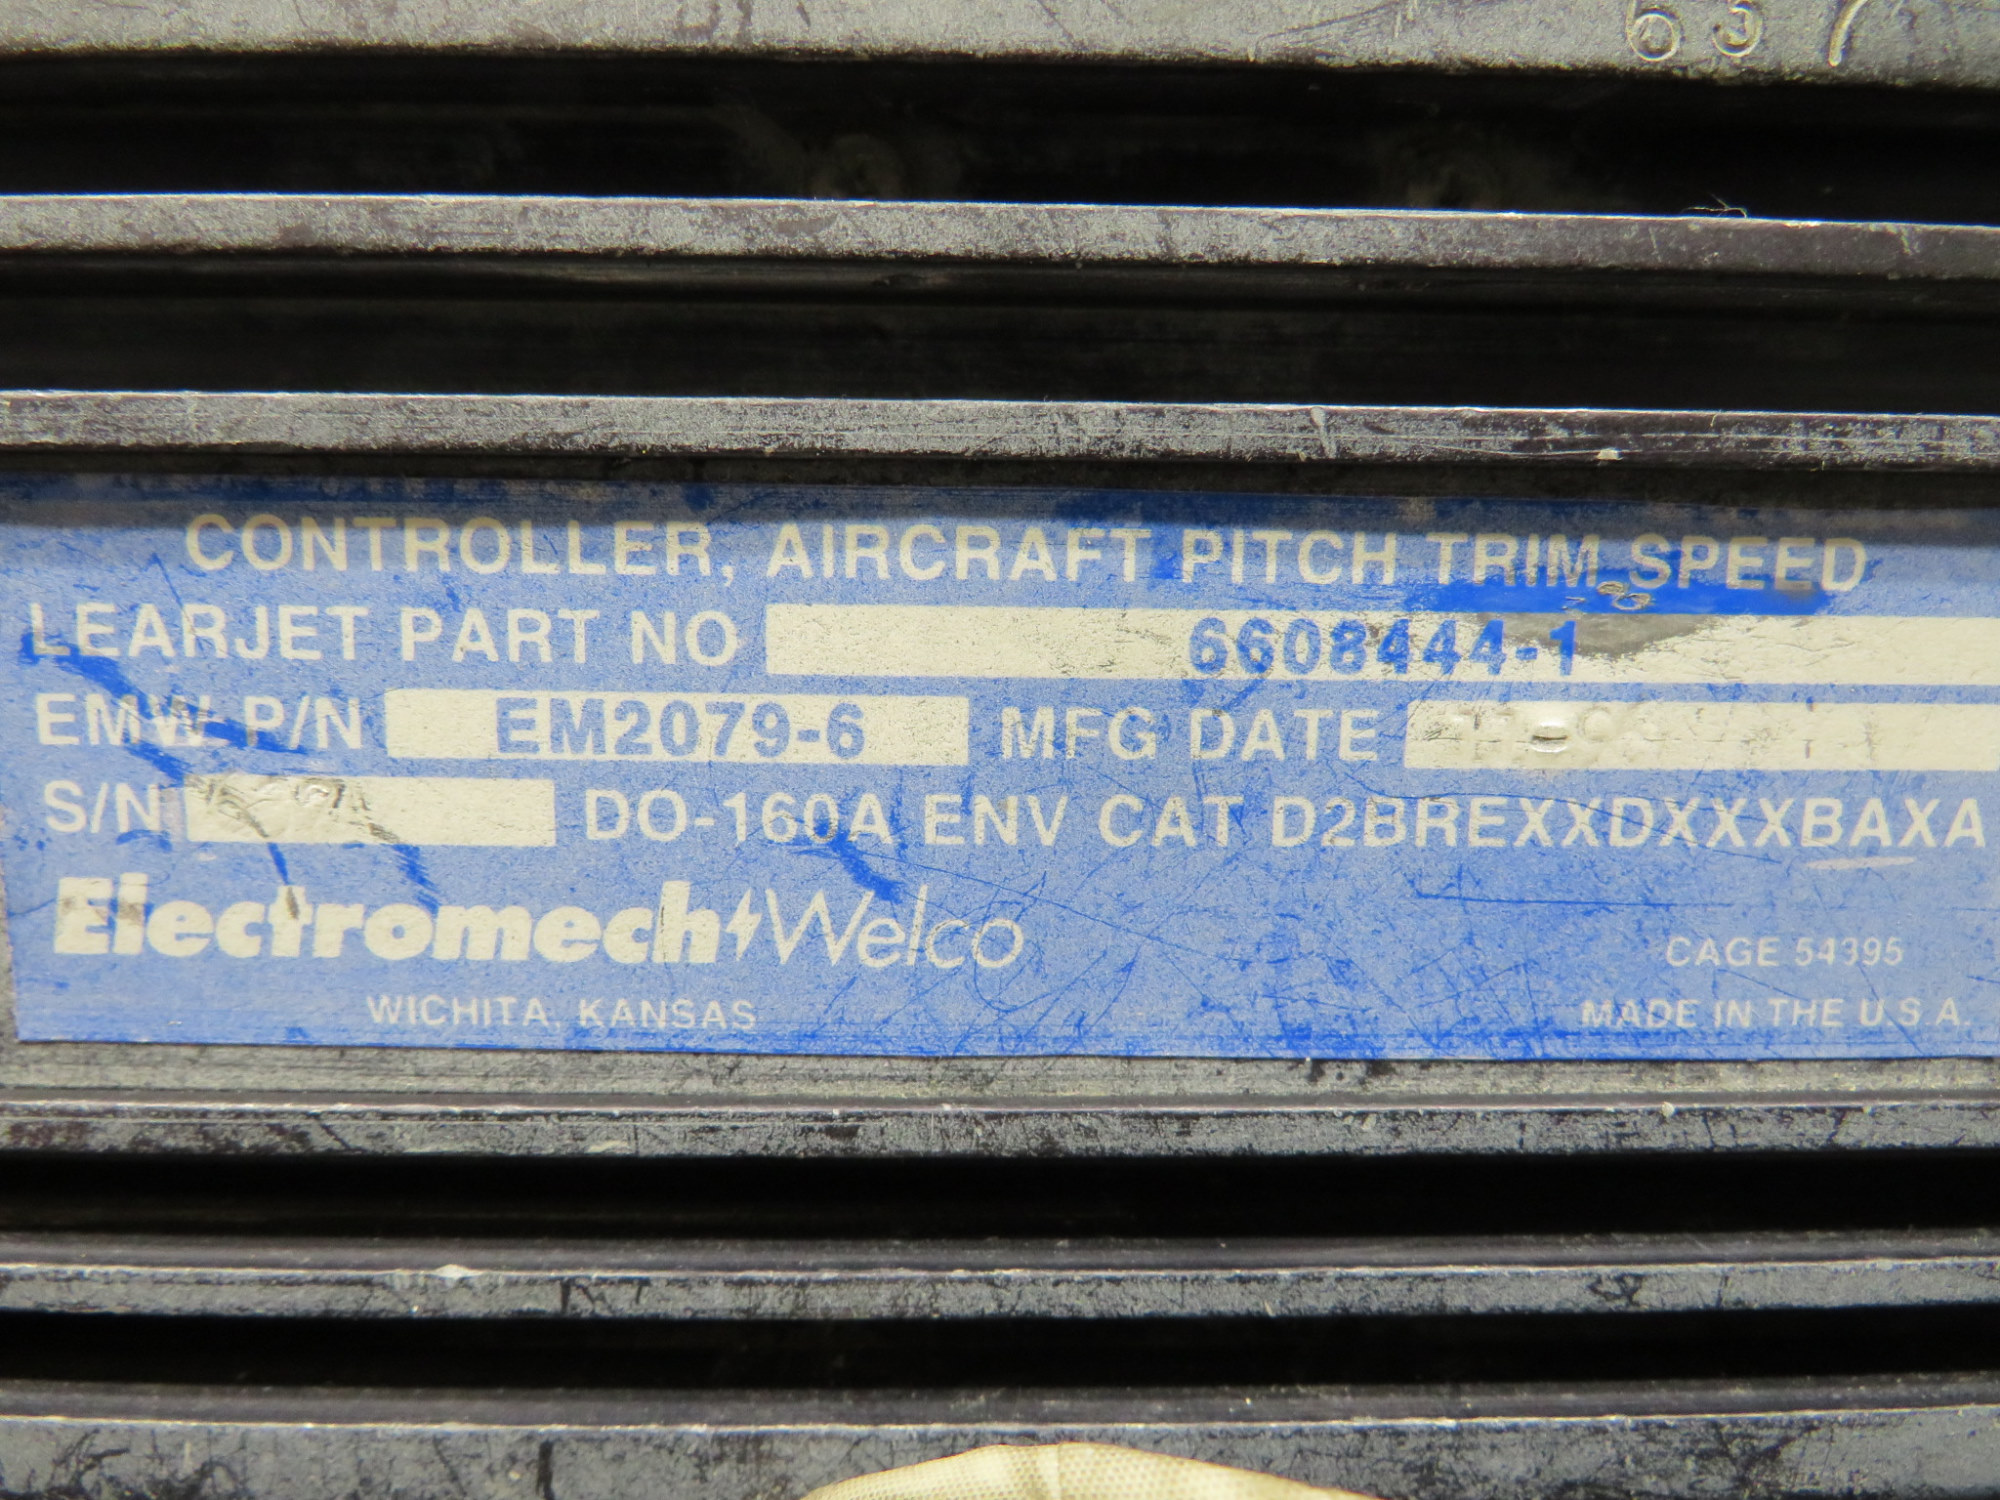 637
CONTROLLER, AIRCRAFT PITCH TRIM SPEED
LEARJET PART NO 6608444-1
EMW P/N EM2079-6 MFG DATE
S/N DO-160A ENV CAT D2BREXXDXXXBAXA
Electromech Welco
CAGE 54395
WICHITA, KANSAS MADE IN THE U S A.